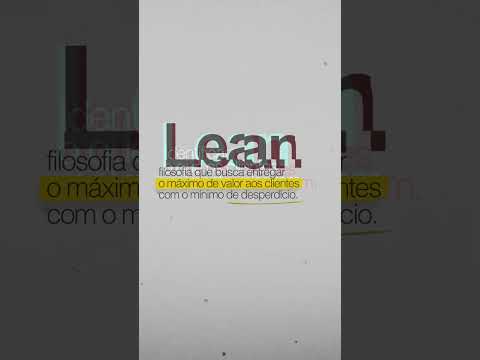 Lean.
filosofia que busca entregar
o máximo de valor aos clientes
com o mínimo de desperdício.